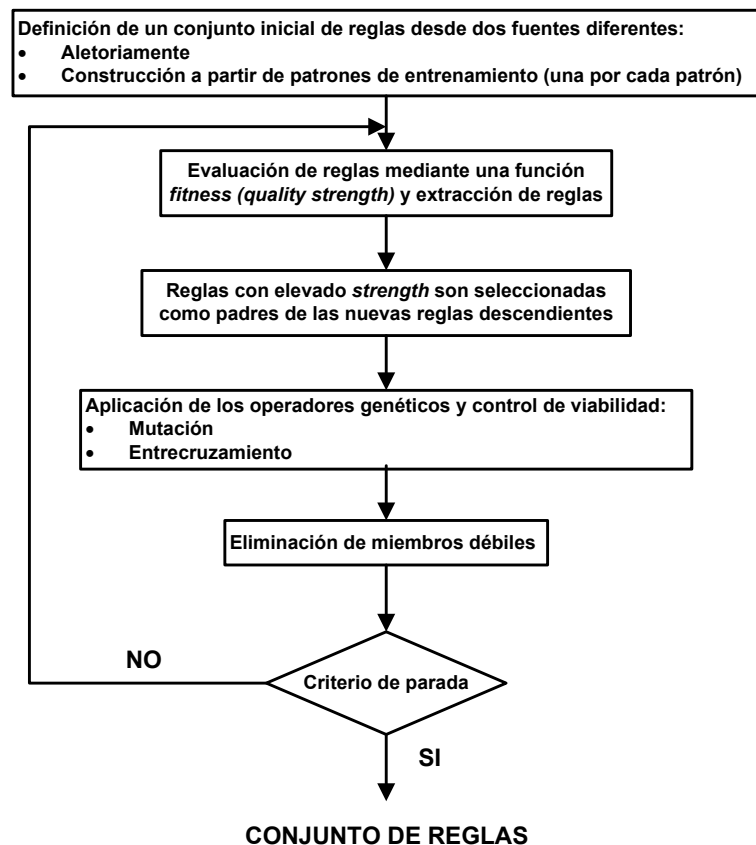 Definición de un conjunto inicial de reglas desde dos fuentes diferentes:
• Aletoriamente
• Construcción a partir de patrones de entrenamiento (una por cada patrón)
Evaluación de reglas mediante una función
fitness (quality strength) y extracción de reglas
Reglas con elevado strength son seleccionadas
como padres de las nuevas reglas descendientes
Aplicación de los operadores genéticos y control de viabilidad:
• Mutación
• Entrecruzamiento
Eliminación de miembros débiles
NO
Criterio de parada
SI
CONJUNTO DE REGLAS